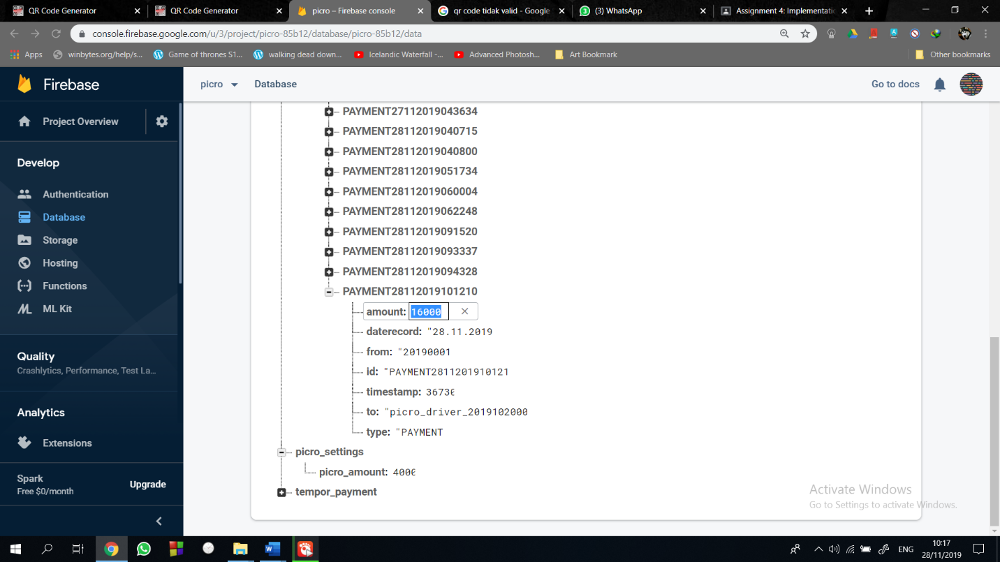 QR Code Generator
QR Code Generator
picro – Firebase console
qr code tidak valid - Google
(3) WhatsApp
Assignment 4: Implementatic
console.firebase.google.com/u/3/project/picro-85b12/database/picro-85b12/data
Apps
winbytes.org/help/s...
Game of thrones S1...
walking dead down...
Icelandic Waterfall -...
Advanced Photosh...
Art Bookmark
Other bookmarks
Firebase
picro
Database
Go to docs
Project Overview
Develop
Authentication
Database
Storage
Hosting
Functions
ML Kit
Quality
Crashlytics, Performance, Test La...
Analytics
Extensions
Spark
Free $0/month
Upgrade
PAYMENT27112019043634
PAYMENT28112019040715
PAYMENT28112019040800
PAYMENT28112019051734
PAYMENT28112019060004
PAYMENT28112019062248
PAYMENT28112019091520
PAYMENT28112019093337
PAYMENT28112019094328
PAYMENT28112019101210
amount: 16000
daterecord: "28.11.2019
from: "20190001
id: "PAYMENT2811201910121
timestamp: 36730
to: "picro_driver_2019102000
type: "PAYMENT
picro_settings
picro_amount: 4000
tempor_payment
Activate Windows
Go to Settings to activate Windows.
ENG
10:17
28/11/2019